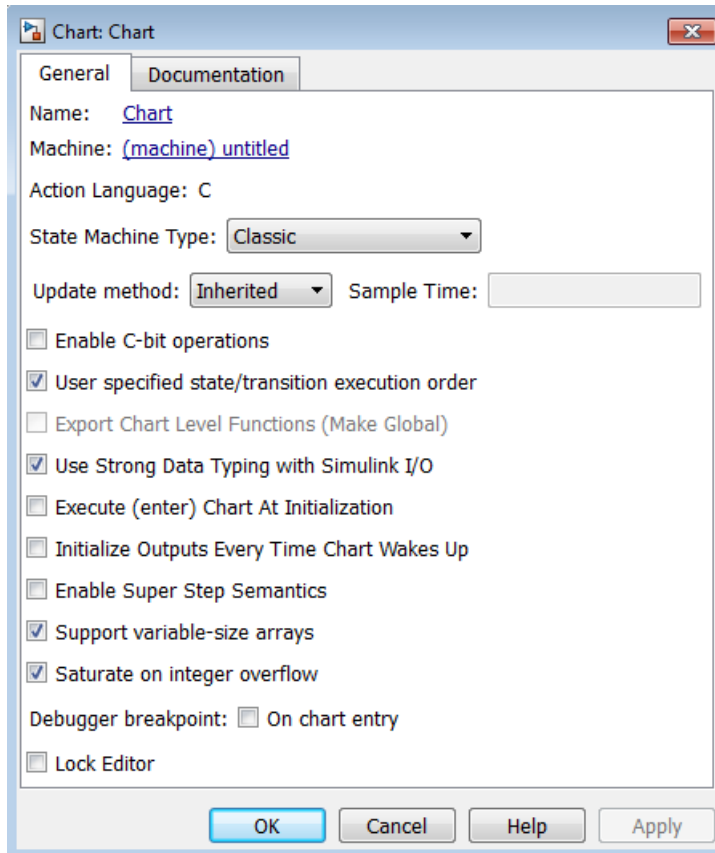 Chart: Chart
General Documentation
Name: Chart
Machine: (machine) untitled
Action Language: C
State Machine Type: Classic
Update method: Inherited Sample Time:
Enable C-bit operations
User specified state/transition execution order
Export Chart Level Functions (Make Global)
Use Strong Data Typing with Simulink I/O
Execute (enter) Chart At Initialization
Initialize Outputs Every Time Chart Wakes Up
Enable Super Step Semantics
Support variable-size arrays
Saturate on integer overflow
Debugger breakpoint: On chart entry
Lock Editor
OK Cancel Help Apply